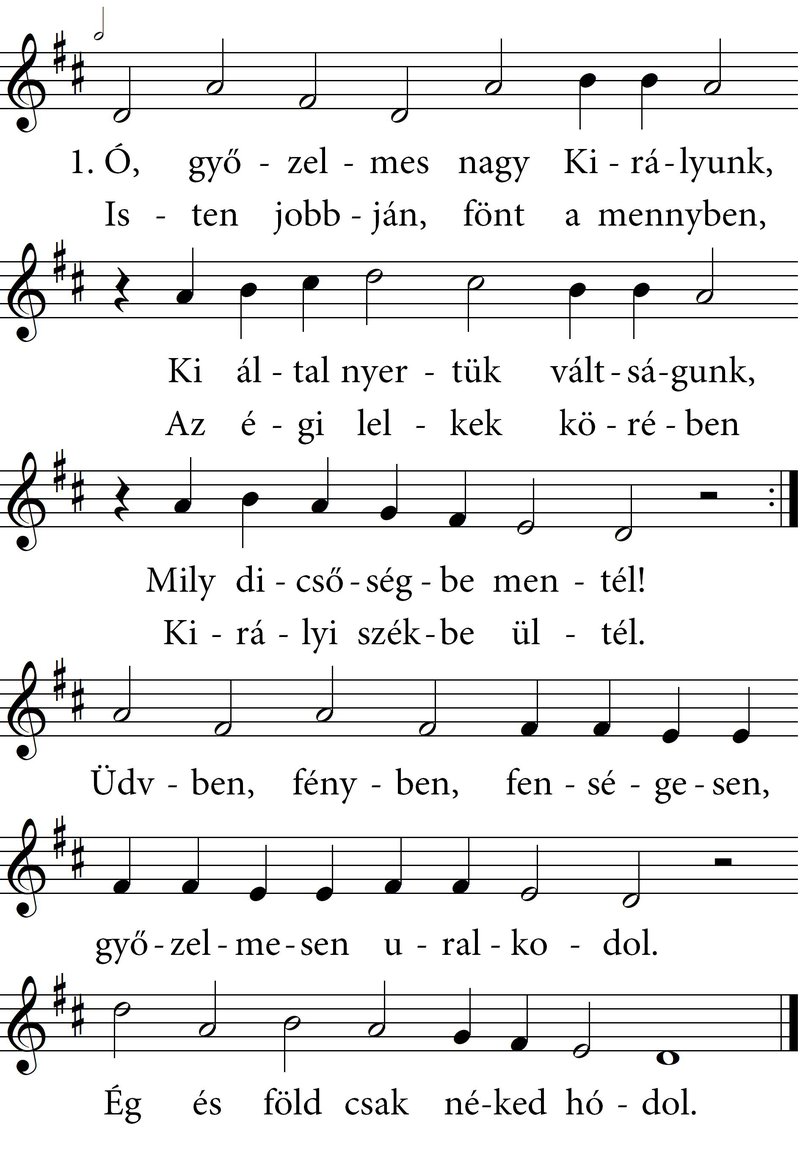 1. Ó, győ - zel - mes nagy Ki - rá - lyunk,
Is - ten jobb - ján, fönt a mennyben,
Ki ál - tal nyer - tük vált - sá - gunk,
Az é - gi lel - kek kö - ré - ben
Mily di - cső - ség - be men - tél!
Ki - rá - lyi szék - be ül - tél.
Üdv - ben, fény - ben, fen - sé - ge - sen,
győ - zel - me - sen u - ral - ko - dol.
Ég és föld csak né - ked hó - dol.